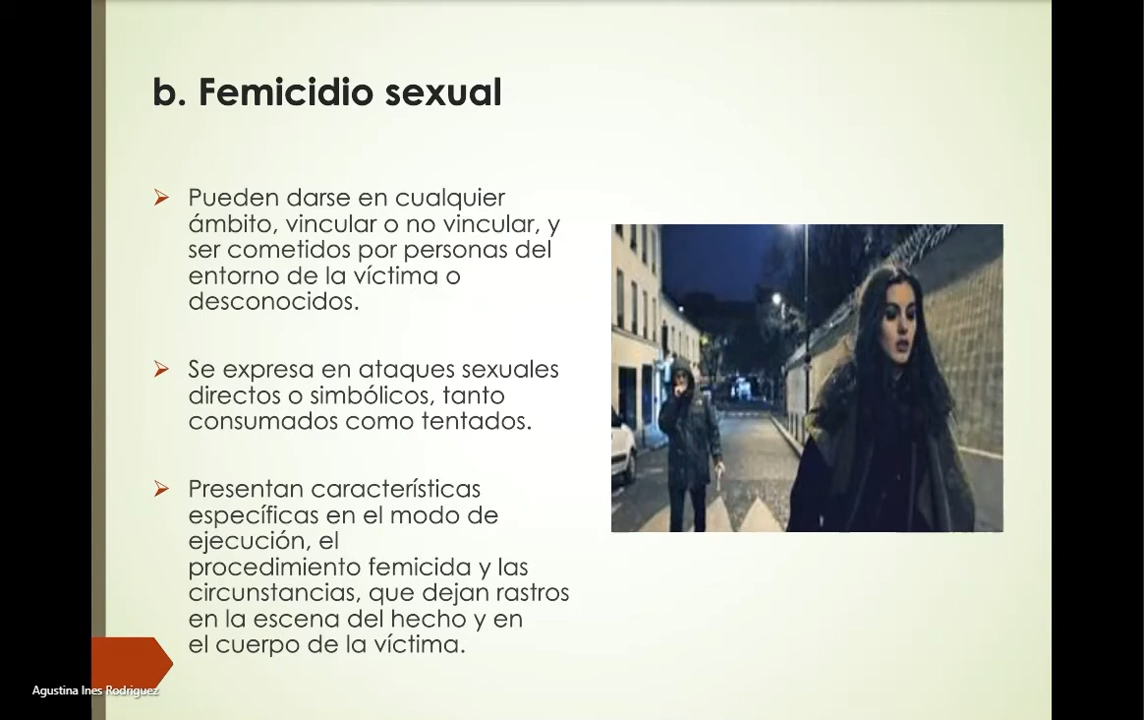 b. Femicidio sexual
Pueden darse en cualquier
ámbito, vincular o no vincular, y
ser cometidos por personas del
entorno de la víctima o
desconocidos.
Se expresa en ataques sexuales
directos o simbólicos, tanto
consumados como tentados.
Presentan características
específicas en el modo de
ejecución, el
procedimiento femicida y las
circunstancias, que dejan rastros
en la escena del hecho y en
el cuerpo de la víctima.
Agustina Ines Rodriguez